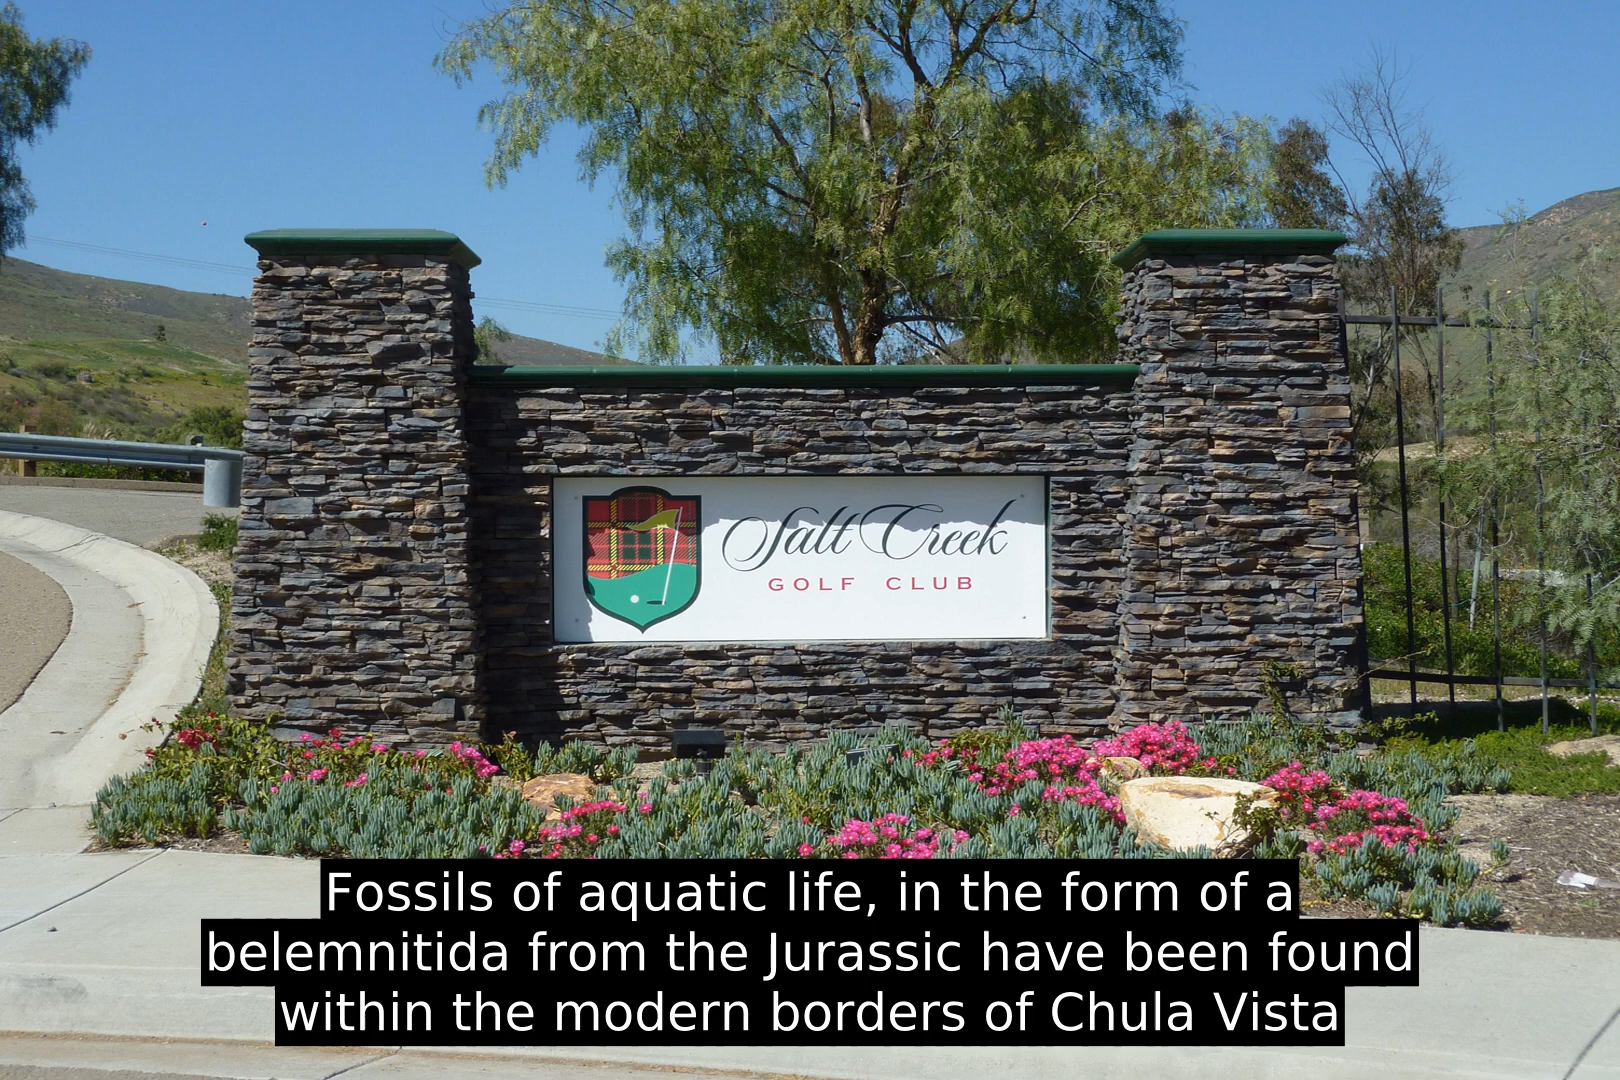 Salt Creek
GOLF CLUB
Fossils of aquatic life, in the form of a
belemnitida from the Jurassic have been found
within the modern borders of Chula Vista